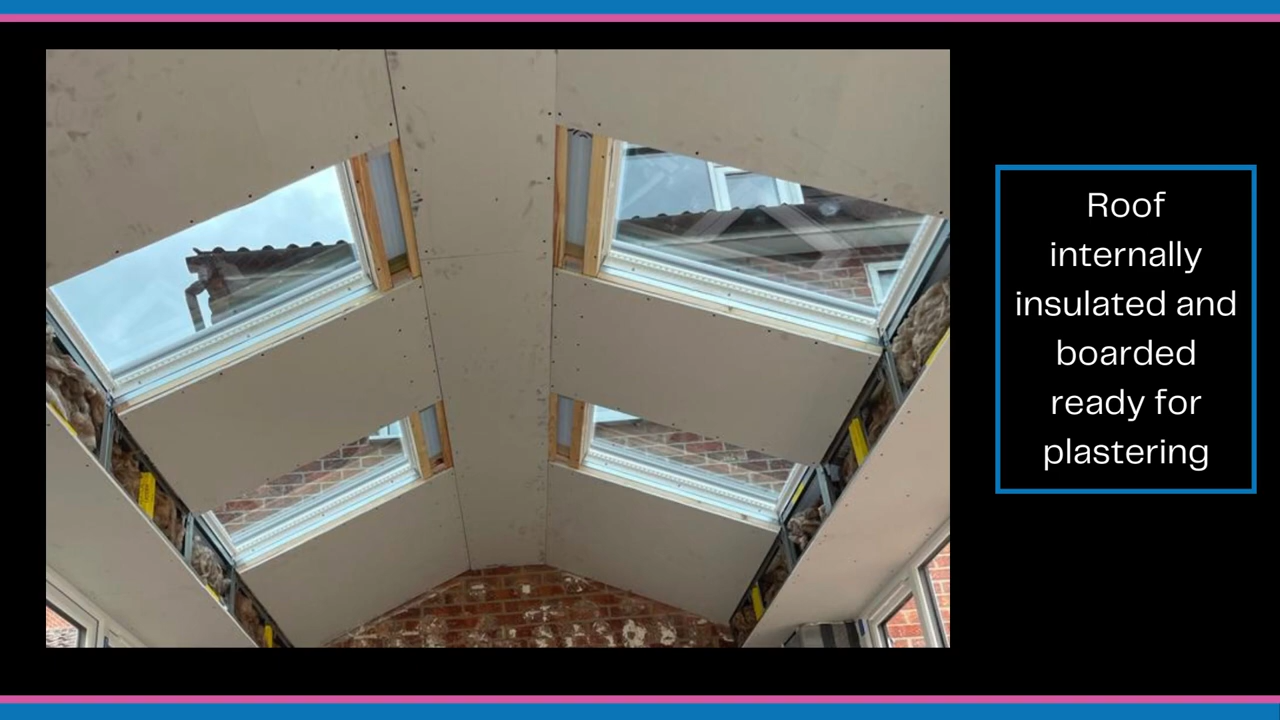 Roof
internally
insulated and
boarded
ready for
plastering